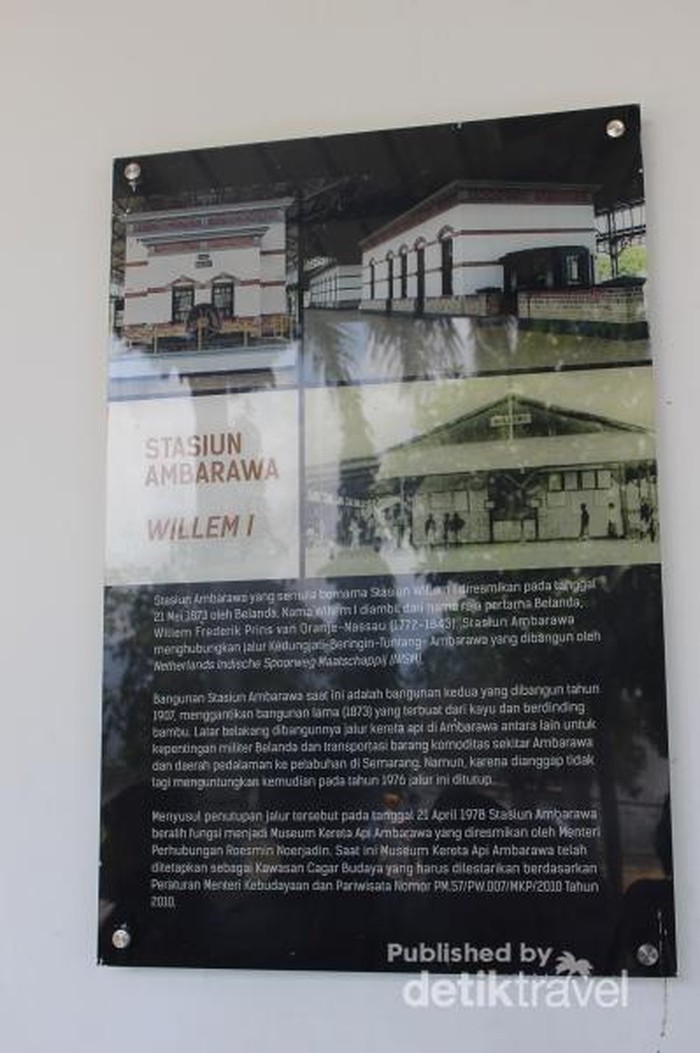 WILLEM I
STASIUN
AMBARAWA
WILLEM I
Stasiun Ambarawa yang semula bernama Stasiun Willem I diresmikan pada tanggal
21 Mei 1873 oleh Belanda. Nama Willem I diambil dari nama raja pertama Belanda,
Willem Frederik Prins van Oranje-Nassau (1772-1843). Stasiun Ambarawa
menghubungkan jalur Kedungjati-Beringin-Tuntang- Ambarawa yang dibangun oleh
Netherlands Indische Spoorweg Maatschappij (NISM).
Bangunan Stasiun Ambarawa saat ini adalah bangunan kedua yang dibangun tahun
1907, menggantikan bangunan lama (1873) yang terbuat dari kayu dan berdinding
bambu. Latar belakang dibangunnya jalur kereta api di Ambarawa antara lain untuk
kepentingan militer Belanda dan transportasi barang komoditas sekitar Ambarawa
dan daerah pedalaman ke pelabuhan di Semarang. Namun, karena dianggap tidak
lagi menguntungkan kemudian pada tahun 1976 jalur ini ditutup.
Menyusul penutupan jalur tersebut pada tanggal 21 April 1978 Stasiun Ambarawa
beralih fungsi menjadi Museum Kereta Api Ambarawa yang diresmikan oleh Menteri
Perhubungan Roesmin Noerjadin. Saat ini Museum Kereta Api Ambarawa telah
ditetapkan sebagai Kawasan Cagar Budaya yang harus dilestarikan berdasarkan
Peraturan Menteri Kebudayaan dan Pariwisata Nomor PM.57/PW.007/MKP/2010 Tahun
2010.
Published by
detiktravel